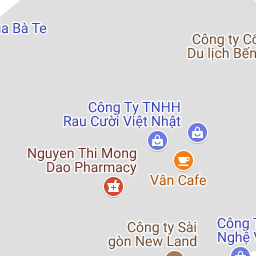 ùa Bà Te
Công ty Cổ
Du lịch Bến
Công Ty TNHH
Rau Cười Việt Nhật
Nguyen Thi Mong
Dao Pharmacy
Vân Cafe
Công ty Sài
gòn New Land
Công T
Nghệ V